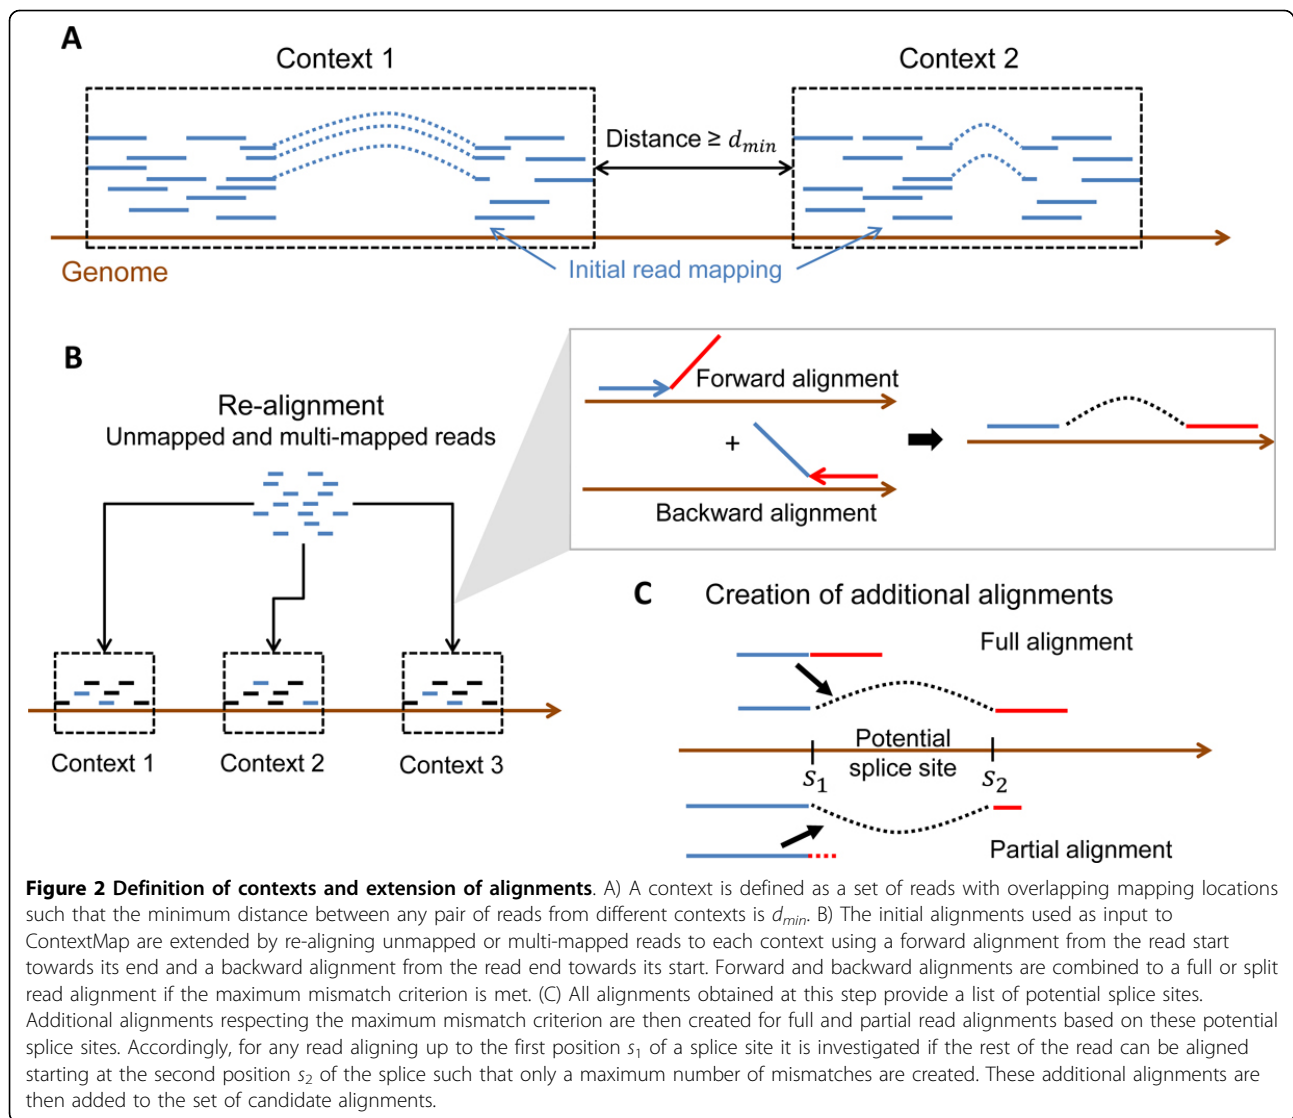 A
Context 1
Context 2
Distance ≥ d_min
Genome
Initial read mapping
B
Re-alignment
Unmapped and multi-mapped reads
Context 1
Context 2
Context 3
Forward alignment
+
Backward alignment
C
Creation of additional alignments
Full alignment
Potential
splice site
S₁
S₂
Partial alignment
Figure 2 Definition of contexts and extension of alignments. A) A context is defined as a set of reads with overlapping mapping locations
such that the minimum distance between any pair of reads from different contexts is d_min. B) The initial alignments used as input to
ContextMap are extended by re-aligning unmapped or multi-mapped reads to each context using a forward alignment from the read start
towards its end and a backward alignment from the read end towards its start. Forward and backward alignments are combined to a full or split
read alignment if the maximum mismatch criterion is met. (C) All alignments obtained at this step provide a list of potential splice sites.
Additional alignments respecting the maximum mismatch criterion are then created for full and partial read alignments based on these potential
splice sites. Accordingly, for any read aligning up to the first position s₁ of a splice site it is investigated if the rest of the read can be aligned
starting at the second position s₂ of the splice such that only a maximum number of mismatches are created. These additional alignments are
then added to the set of candidate alignments.